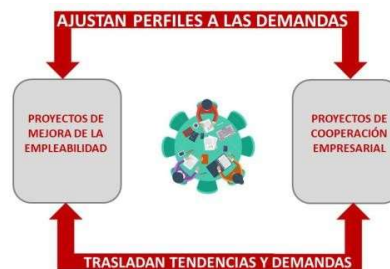 AJUSTAN PERFILES A LAS DEMANDAS
PROYECTOS DE
MEJORA DE LA
EMPLEABILIDAD
PROYECTOS DE
COOPERACIÓN
EMPRESARIAL
TRASLADAN TENDENCIAS Y DEMANDAS